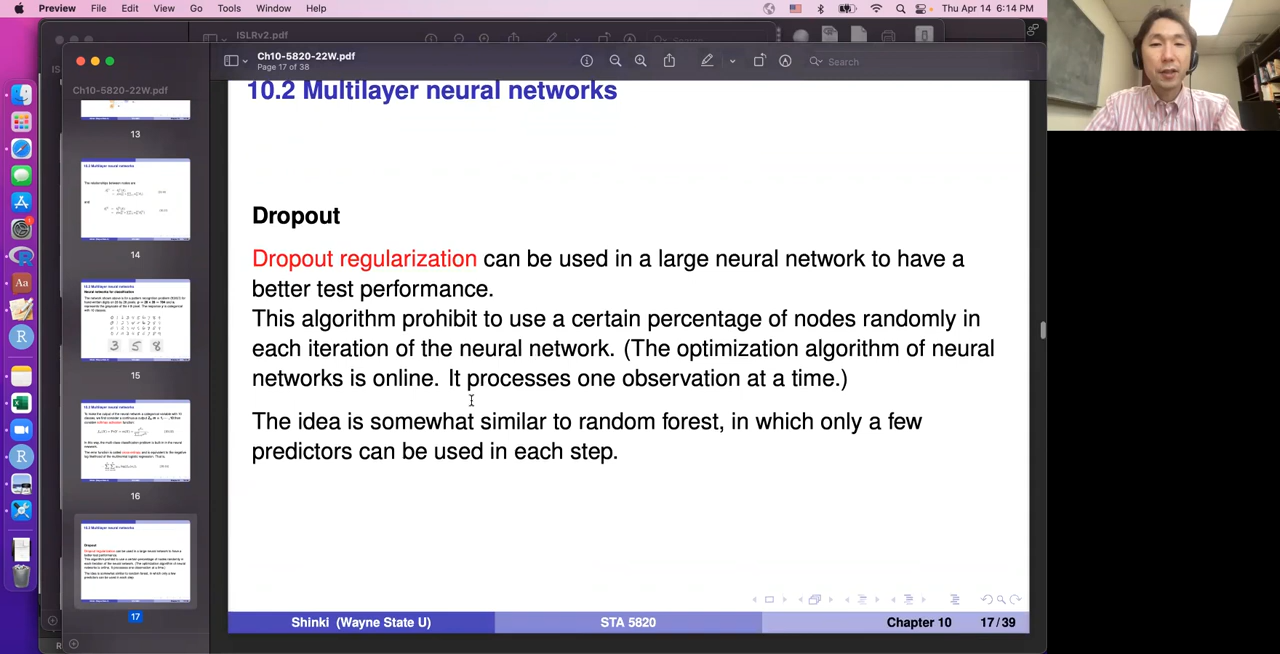 Preview File Edit View Go Tools Window Help
Thu Apr 14 6:14 PM
ISLRv2.pdf
Ch10-5820-22W.pdf
Page 17 of 38
Search
Ch10-5820-22W.pdf
13
14
15
16
17
10.2 Multilayer neural networks
Dropout
Dropout regularization can be used in a large neural network to have a
better test performance.
This algorithm prohibit to use a certain percentage of nodes randomly in
each iteration of the neural network. (The optimization algorithm of neural
networks is online. It processes one observation at a time.)
The idea is somewhat similar to random forest, in which only a few
predictors can be used in each step.
Shinki (Wayne State U) STA 5820 Chapter 10 17/39